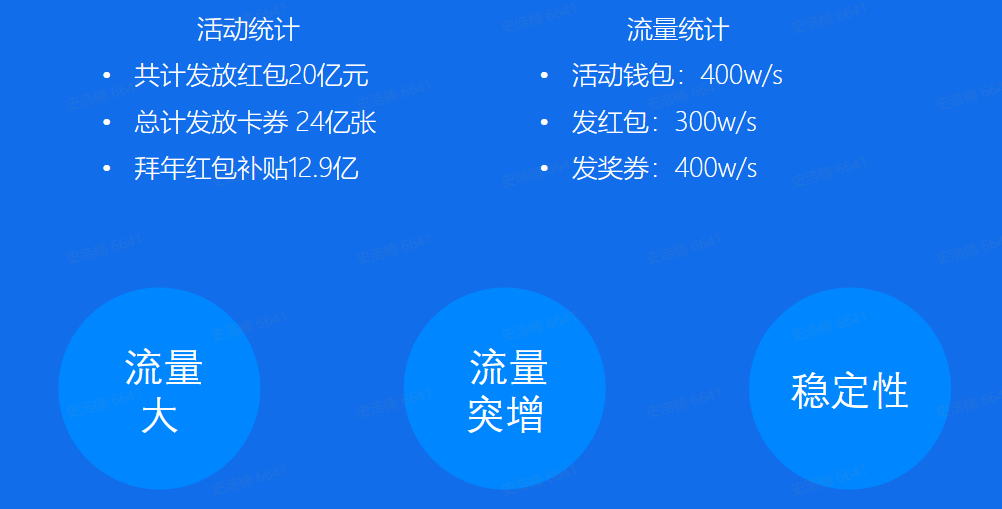 活动统计
• 共计发放红包20亿元
• 总计发放卡券 24亿张
• 拜年红包补贴12.9亿
流量统计
• 活动钱包：400w/s
• 发红包：300w/s
• 发奖券：400w/s
流量
大
流量
突增
稳定性